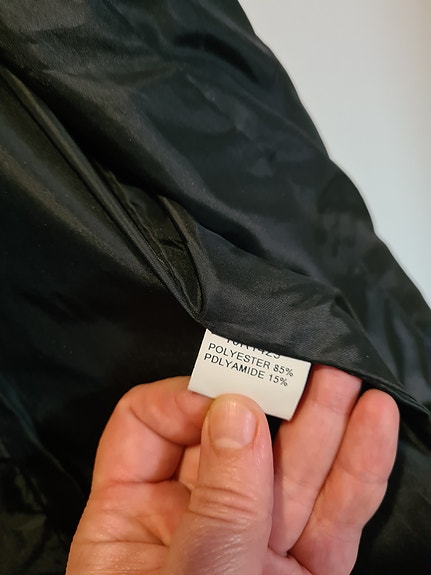 POLYESTER 85%
PDLYAMIDE 15%